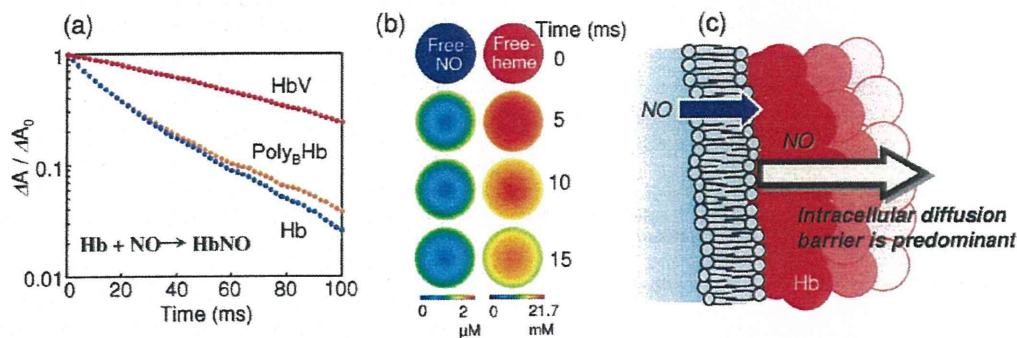 (a)
ΔA / ΔA0
1
0.1
0.01
HbV
PolyBHb
Hb
Hb + NO → HbNO
0 20 40 60 80 100
Time (ms)
(b)
Time (ms)
Free-
NO
Free-
heme
0
5
10
15
0 2
μM
0 21.7
mM
(c)
NO
NO
Intracellular diffusion
barrier is predominant
Hb